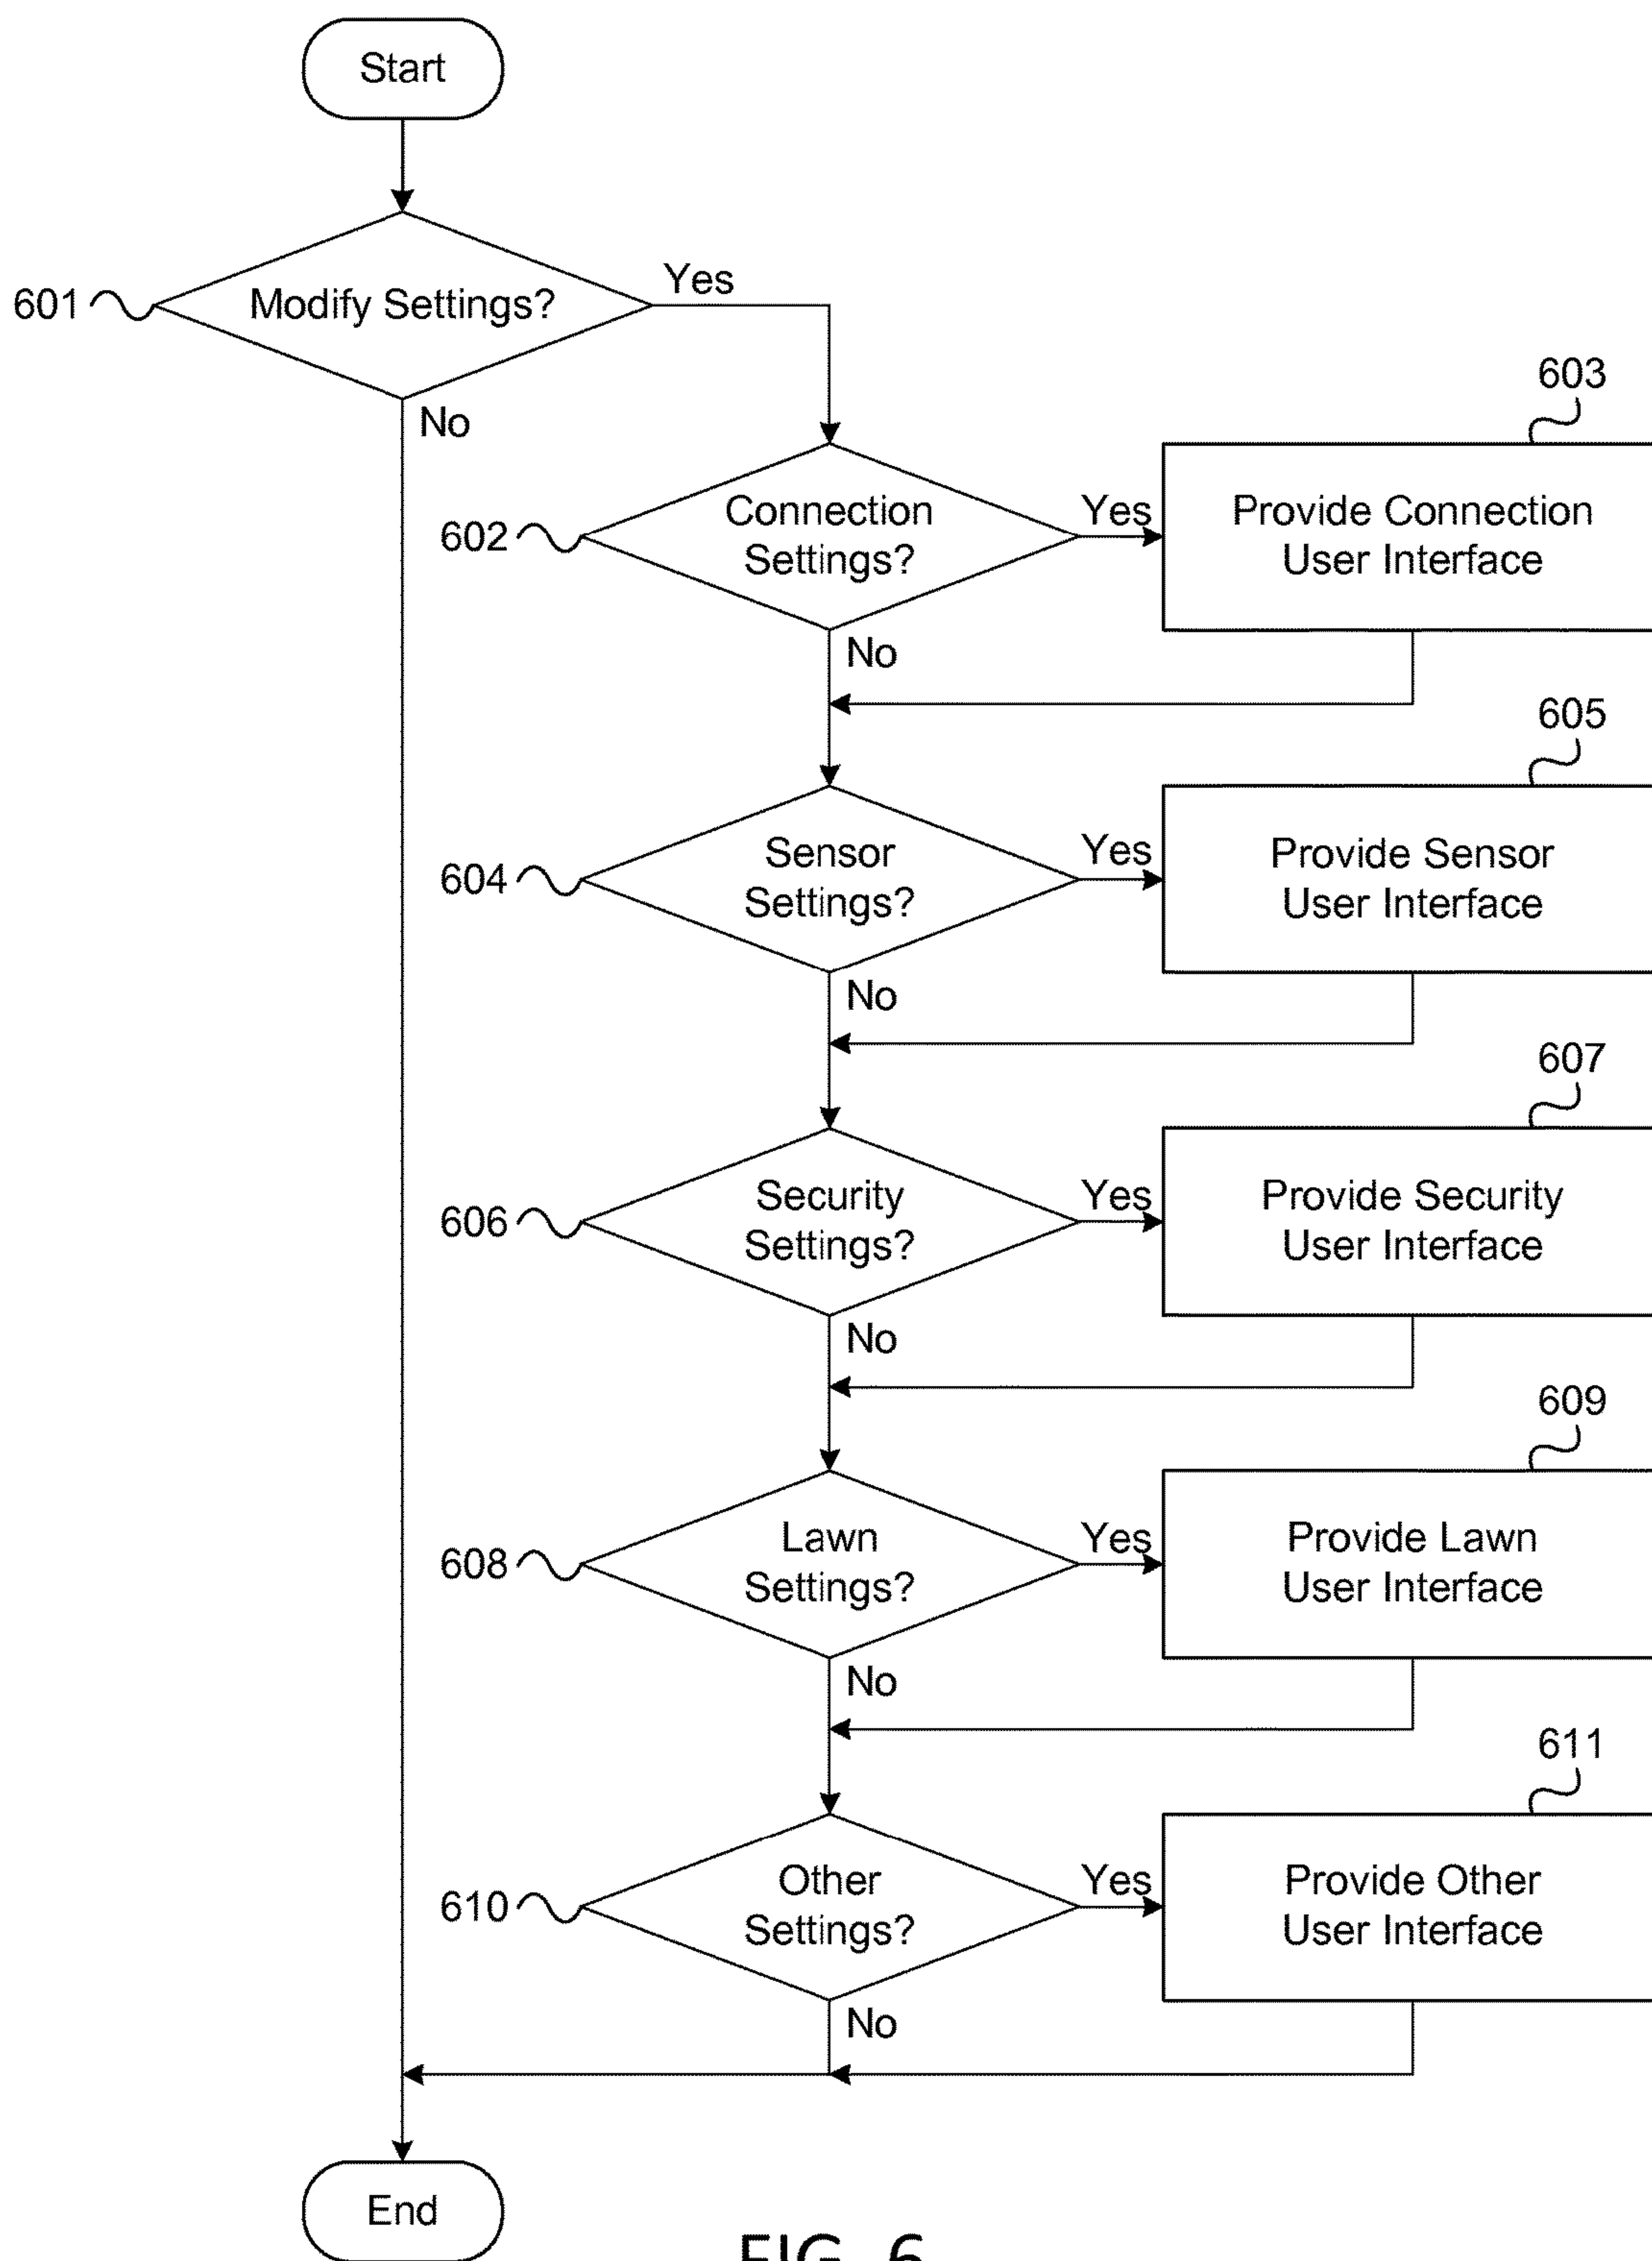 Start
601
Modify Settings?
Yes
No
603
602
Connection
Settings?
Yes
Provide Connection
User Interface
No
605
604
Sensor
Settings?
Yes
Provide Sensor
User Interface
No
607
606
Security
Settings?
Yes
Provide Security
User Interface
No
609
608
Lawn
Settings?
Yes
Provide Lawn
User Interface
No
611
610
Other
Settings?
Yes
Provide Other
User Interface
No
End
FIG. 6